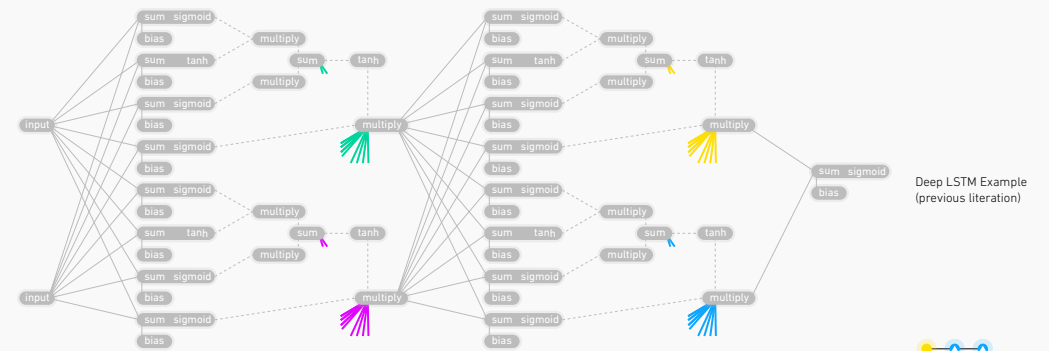 sum sigmoid
sum sigmoid
bias
multiply
bias
multiply
sum tanh
sum
tanh
sum tanh
sum
tanh
bias
multiply
bias
multiply
sum sigmoid
sum sigmoid
input
bias
multiply
bias
multiply
sum sigmoid
sum sigmoid
bias
bias
sum sigmoid
sum sigmoid
sum sigmoid
bias
Deep LSTM Example
(previous literation)
bias
multiply
bias
multiply
sum tanh
sum
tanh
sum tanh
sum
tanh
bias
multiply
bias
multiply
sum sigmoid
sum sigmoid
input
bias
multiply
bias
multiply
sum sigmoid
sum sigmoid
bias
bias